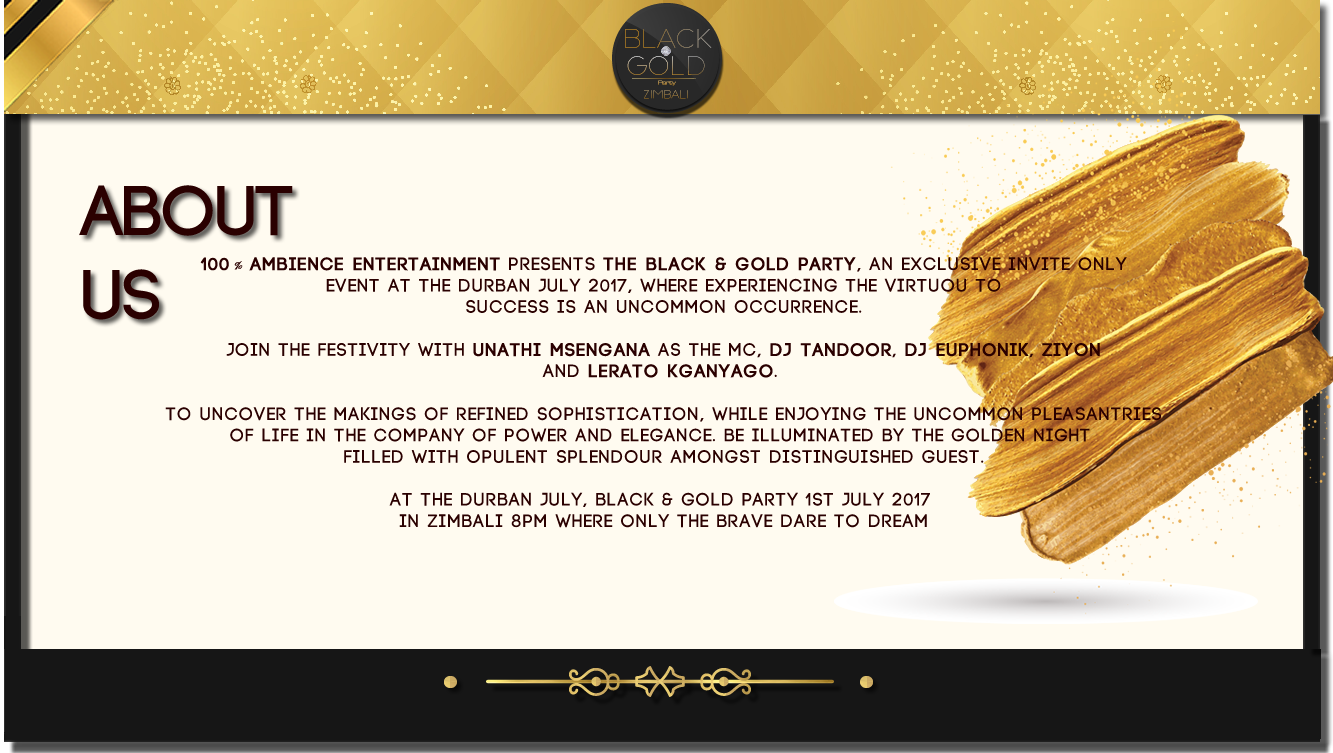 BLACK
GOLD
Party
ZIMBALI
ABOUT
US
100 % AMBIENCE ENTERTAINMENT PRESENTS THE BLACK & GOLD PARTY, AN EXCLUSIVE INVITE ONLY
EVENT AT THE DURBAN JULY 2017, WHERE EXPERIENCING THE VIRTUOU TO
SUCCESS IS AN UNCOMMON OCCURRENCE.
JOIN THE FESTIVITY WITH UNATHI MSENGANA AS THE MC, DJ TANDOOR, DJ EUPHONIK, ZIYON
AND LERATO KGANYAGO.
TO UNCOVER THE MAKINGS OF REFINED SOPHISTICATION, WHILE ENJOYING THE UNCOMMON PLEASANTRIES
OF LIFE IN THE COMPANY OF POWER AND ELEGANCE. BE ILLUMINATED BY THE GOLDEN NIGHT
FILLED WITH OPULENT SPLENDOUR AMONGST DISTINGUISHED GUEST.
AT THE DURBAN JULY, BLACK & GOLD PARTY 1ST JULY 2017
IN ZIMBALI 8PM WHERE ONLY THE BRAVE DARE TO DREAM